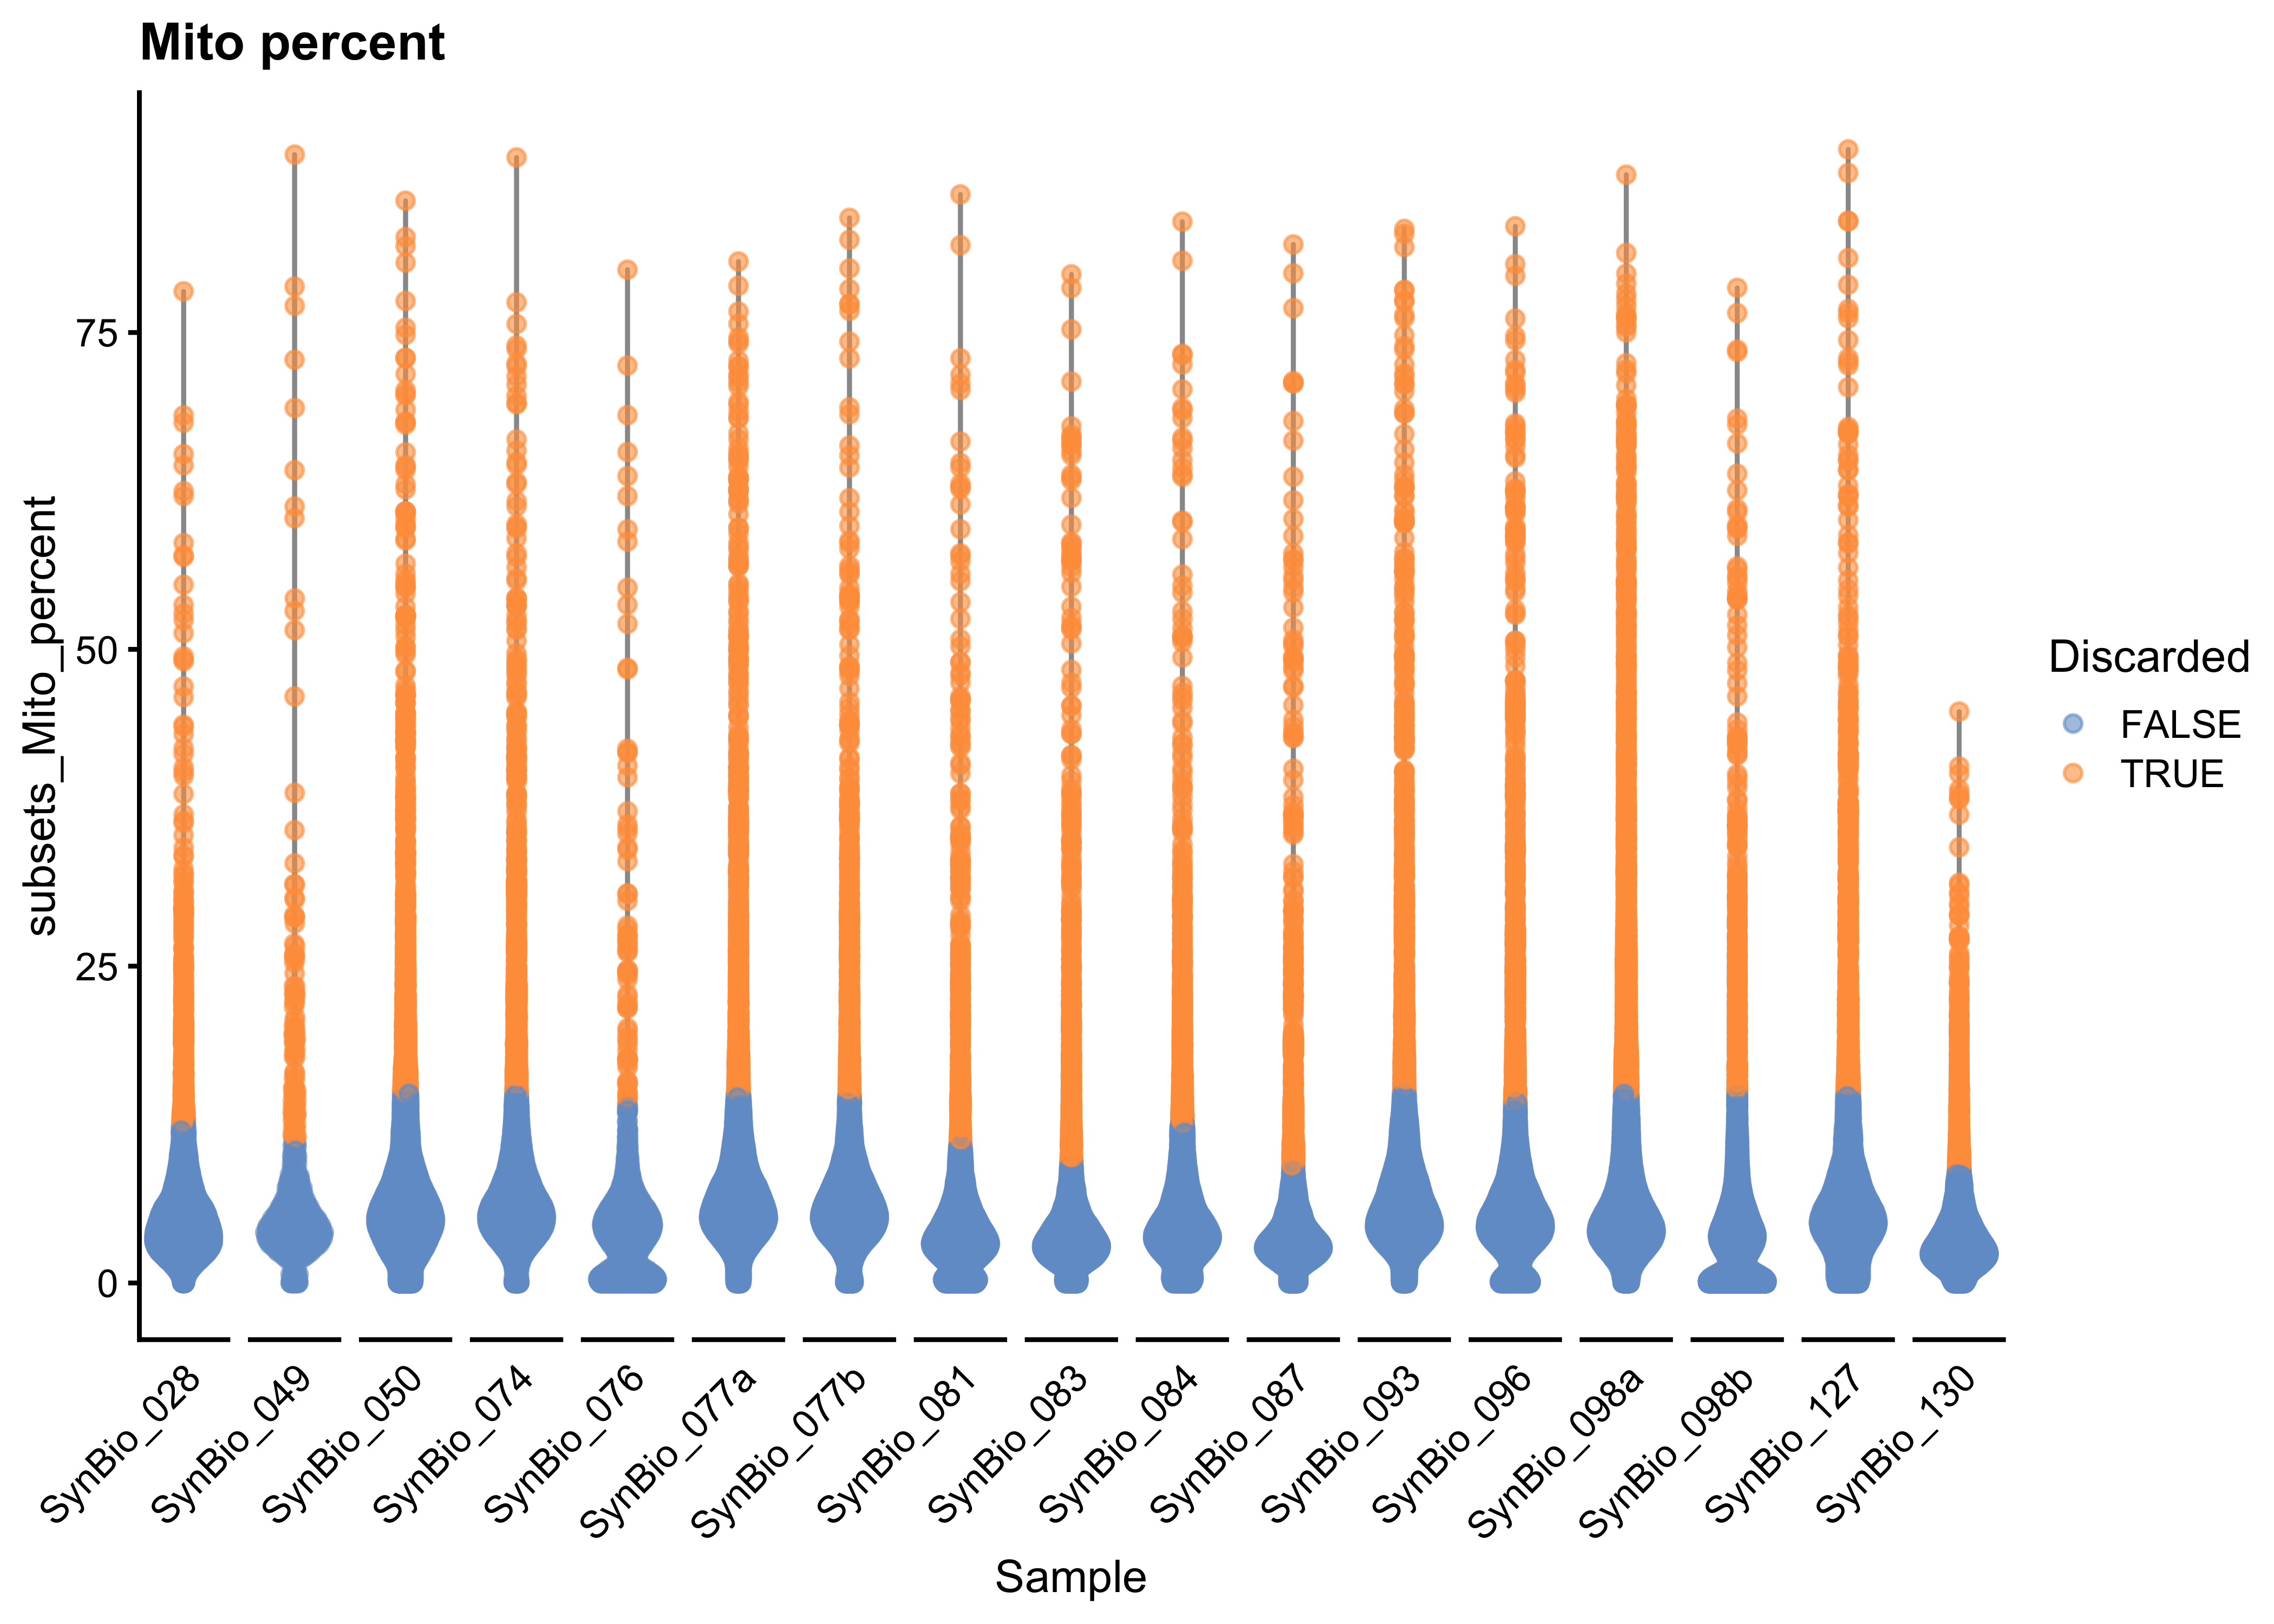 Mito percent
subsets_Mito_percent
75
50
25
0
SynBio_028
SynBio_049
SynBio_050
SynBio_074
SynBio_076
SynBio_077a
SynBio_077b
SynBio_081
SynBio_083
SynBio_084
SynBio_087
SynBio_093
SynBio_096
SynBio_098a
SynBio_098b
SynBio_127
SynBio_130
Sample
Discarded
FALSE
TRUE